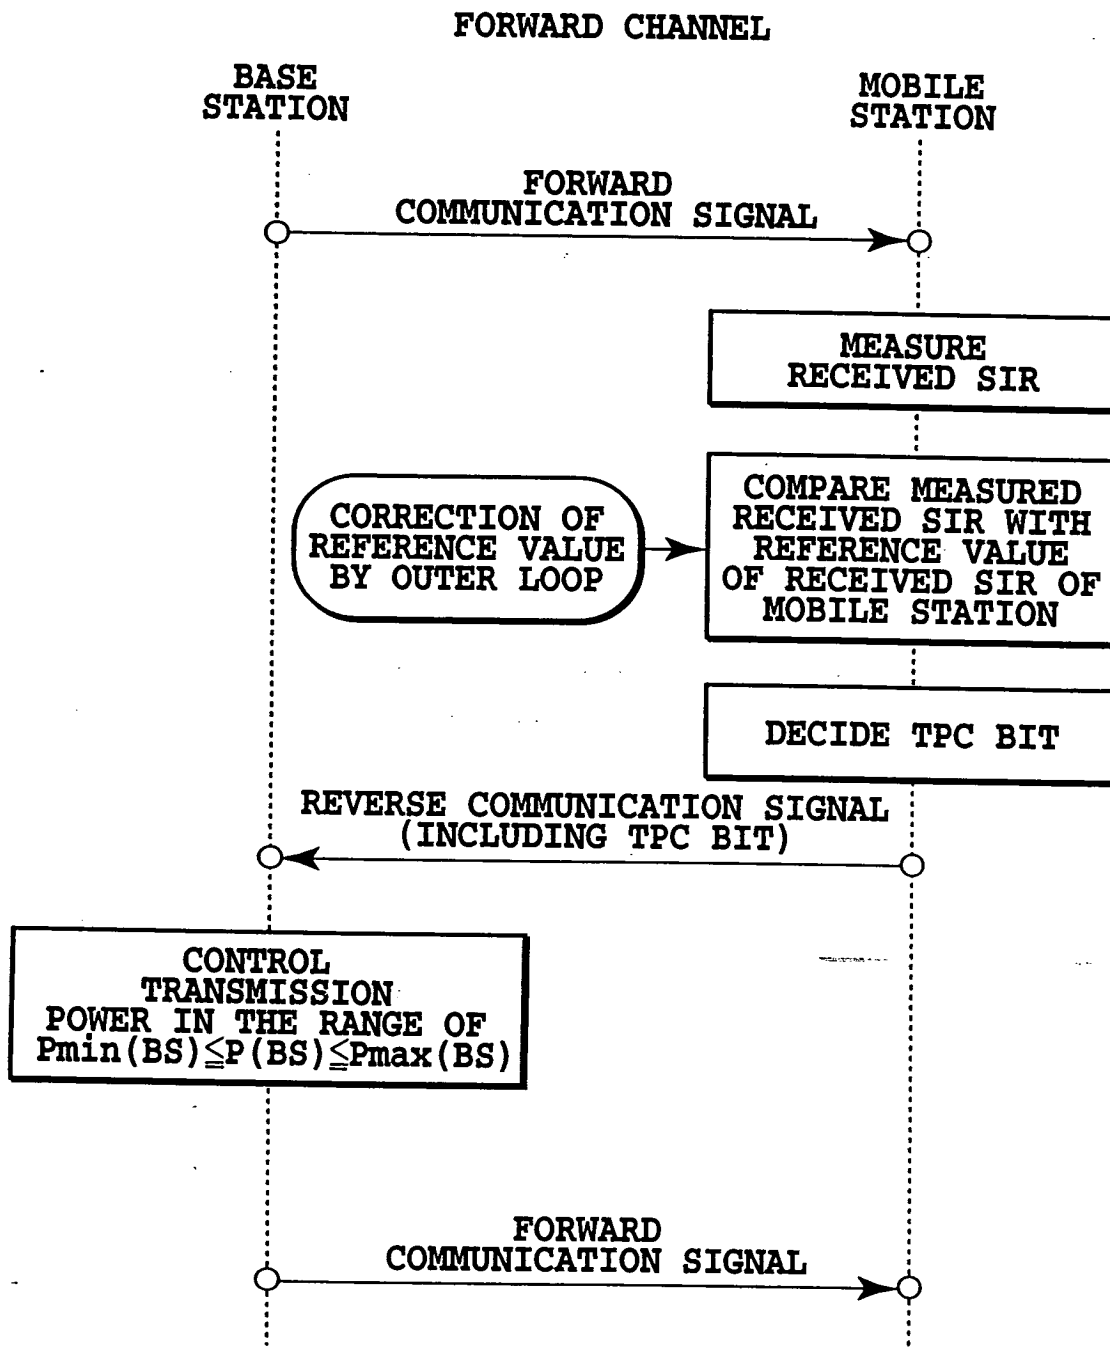 FORWARD CHANNEL
BASE
STATION
MOBILE
STATION
FORWARD
COMMUNICATION SIGNAL
MEASURE
RECEIVED SIR
CORRECTION OF
REFERENCE VALUE
BY OUTER LOOP
COMPARE MEASURED
RECEIVED SIR WITH
REFERENCE VALUE
OF RECEIVED SIR OF
MOBILE STATION
DECIDE TPC BIT
REVERSE COMMUNICATION SIGNAL
(INCLUDING TPC BIT)
CONTROL
TRANSMISSION
POWER IN THE RANGE OF
Pmin(BS)≦P(BS)≦Pmax(BS)
FORWARD
COMMUNICATION SIGNAL